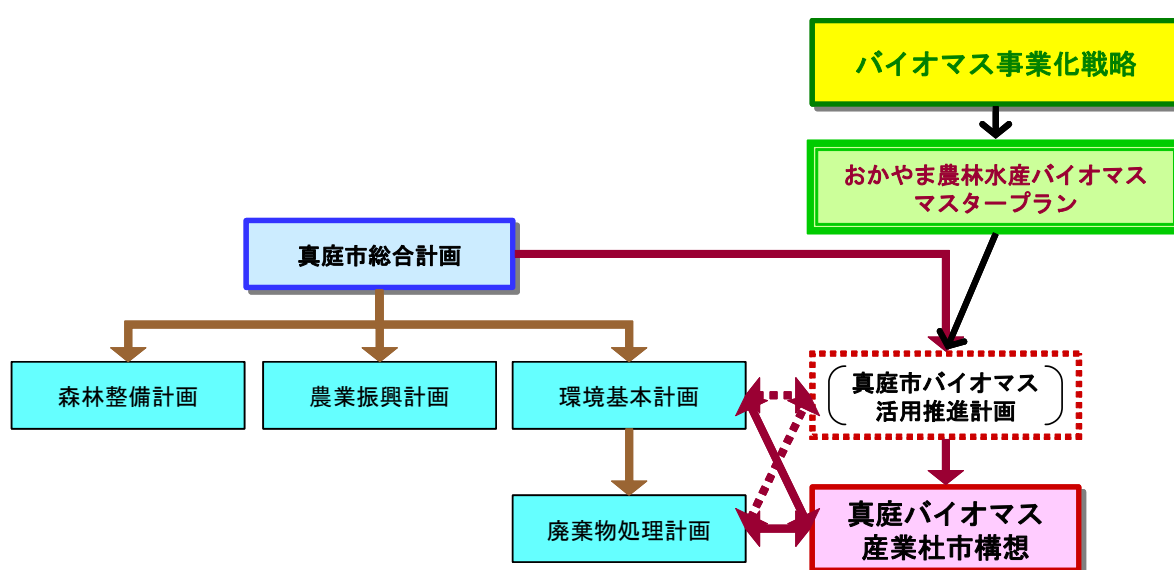 バイオマス事業化戦略
おかやま農林水産バイオマス
マスタープラン
真庭市総合計画
森林整備計画
農業振興計画
環境基本計画
真庭市バイオマス
活用推進計画
廃棄物処理計画
真庭バイオマス
産業社市構想